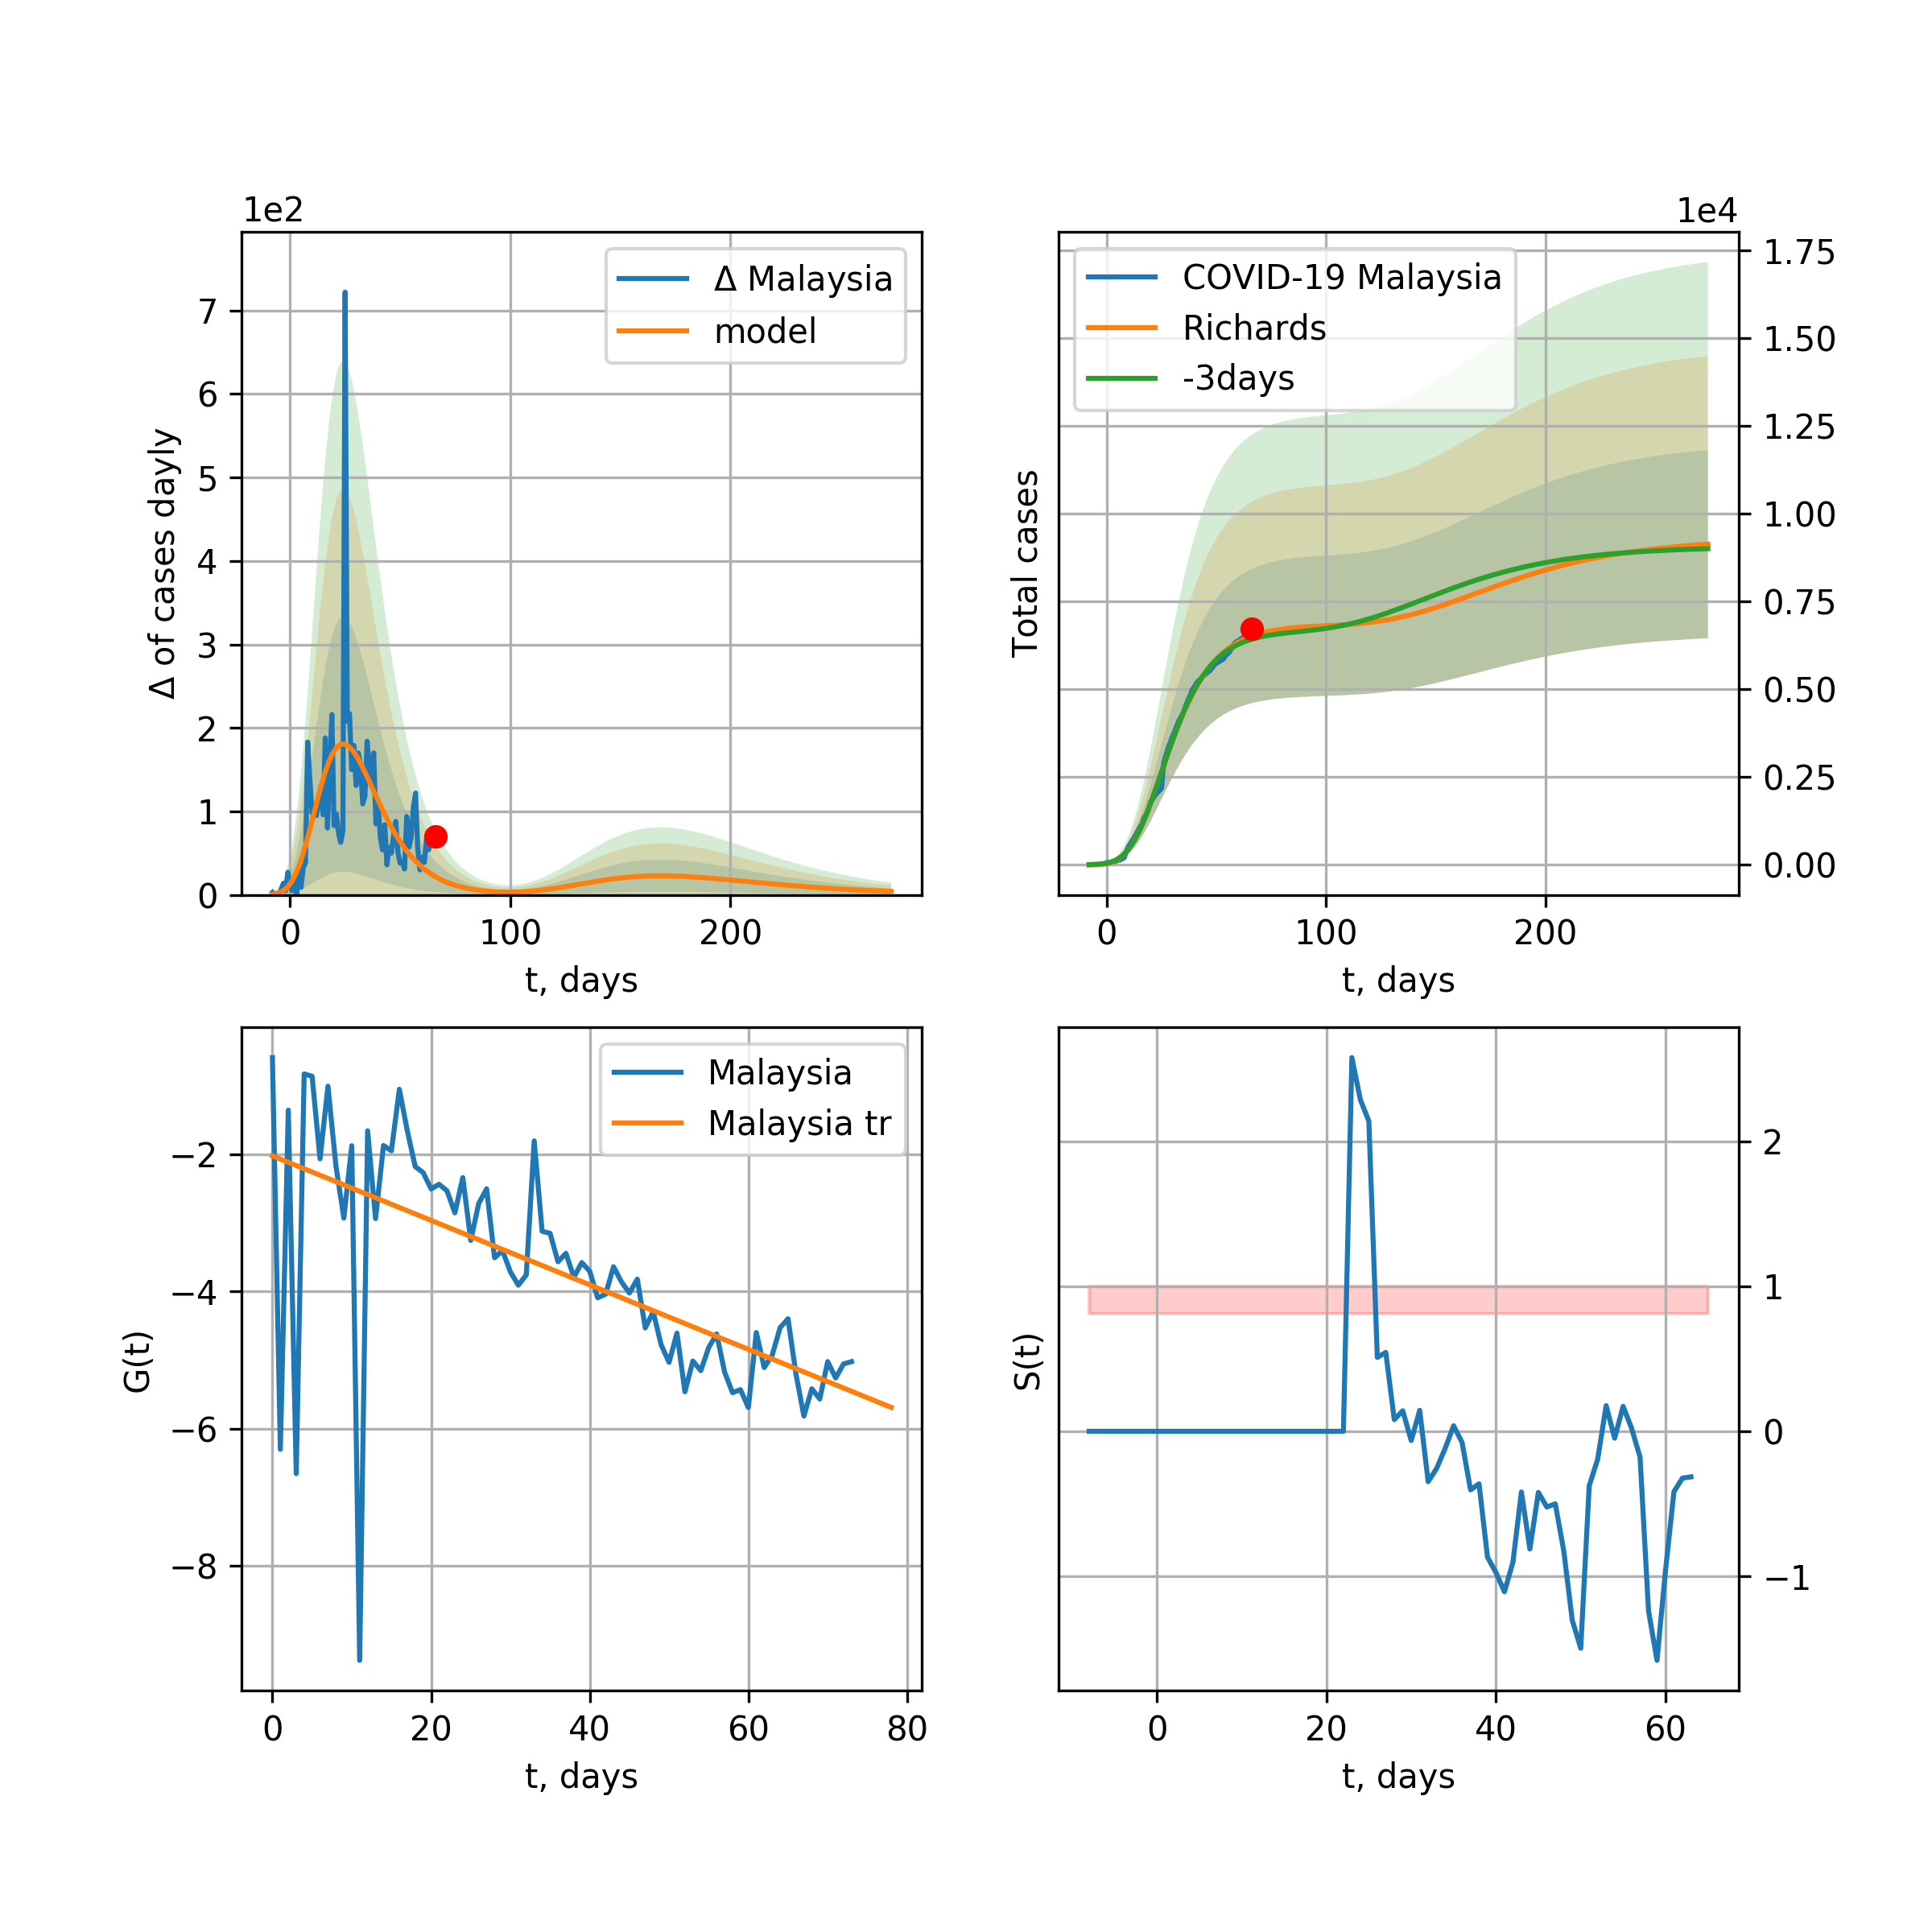 1e2
Δ Malaysia
model
7
6
5
4
3
2
1
0
Δ of cases dayly
0 100 200
t, days
1e4
COVID-19 Malaysia
Richards
-3days
1.75
1.50
1.25
1.00
0.75
0.50
0.25
0.00
Total cases
0 100 200
t, days
Malaysia
Malaysia tr
−2
−4
−6
−8
G(t)
0 20 40 60 80
t, days
2
1
0
−1
S(t)
0 20 40 60
t, days